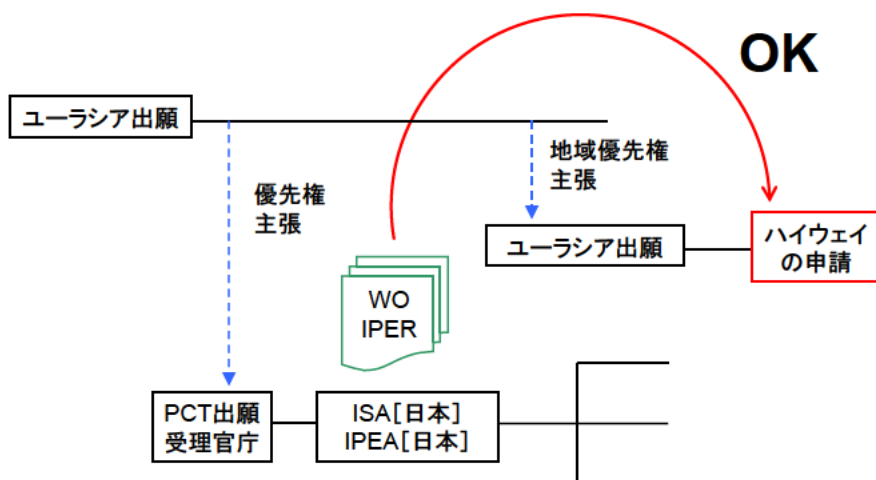 OK
ユーラシア出願
優先権
主張
地域優先権
主張
ユーラシア出願
ハイウェイ
の申請
WO
IPER
PCT出願
受理官庁
ISA[日本]
IPEA[日本]